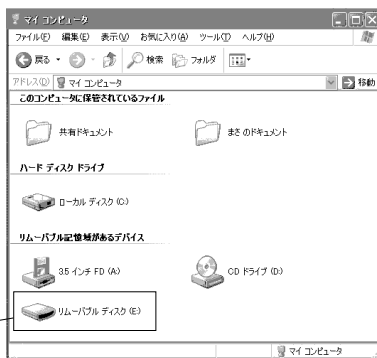 マイ コンピュータ
ファイル(F) 編集(E) 表示(V) お気に入り(A) ツール(T) ヘルプ(H)
戻る 検索 フォルダ
アドレス(D) マイ コンピュータ 移動
このコンピュータに保管されているファイル
共有ドキュメント まさ のドキュメント
ハード ディスク ドライブ
ローカル ディスク (C:)
リムーバブル記憶域があるデバイス
3.5 インチ FD (A:) CD ドライブ (D:)
リムーバブル ディスク (E:)
マイ コンピュータ